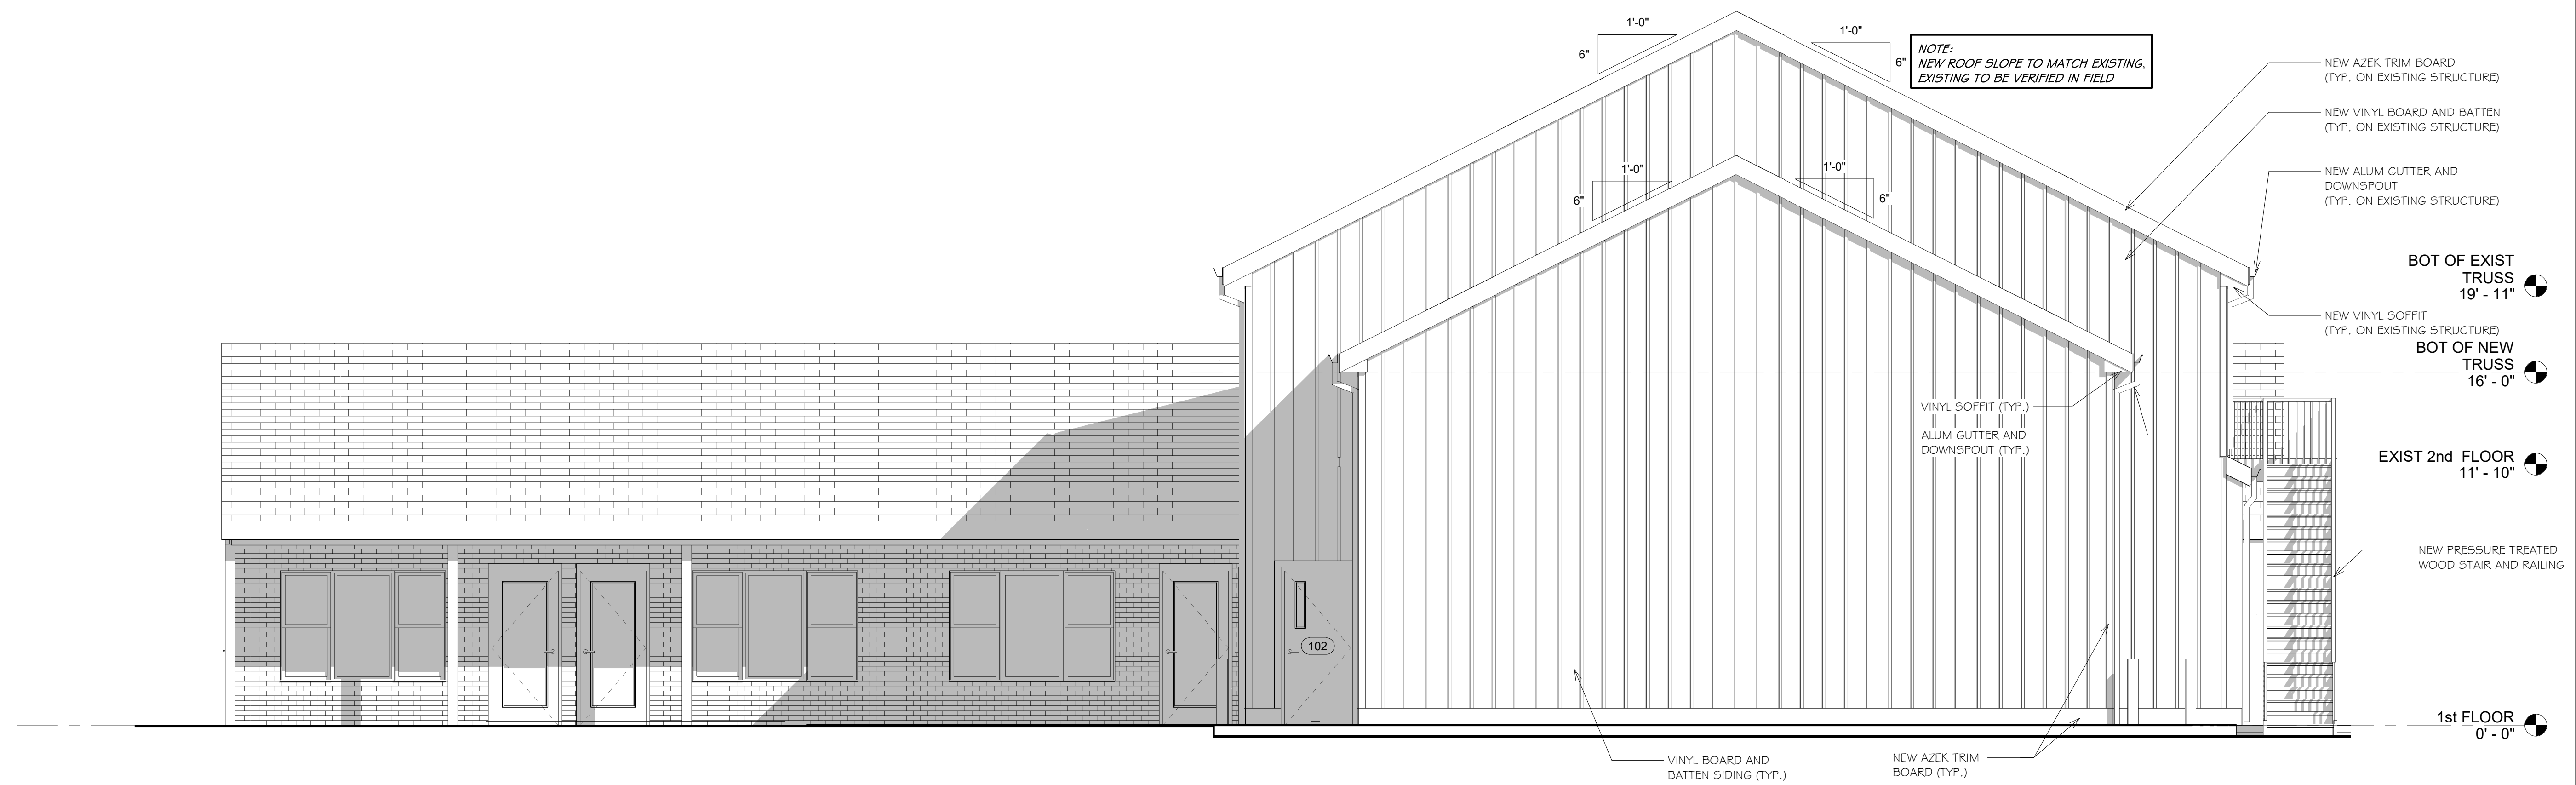 1'-0"
6"
1'-0"
6"
NOTE:
NEW ROOF SLOPE TO MATCH EXISTING,
EXISTING TO BE VERIFIED IN FIELD
NEW AZEK TRIM BOARD
(TYP. ON EXISTING STRUCTURE)
NEW VINYL BOARD AND BATTEN
(TYP. ON EXISTING STRUCTURE)
1'-0"
6"
1'-0"
6"
NEW ALUM GUTTER AND
DOWNSPOUT
(TYP. ON EXISTING STRUCTURE)
BOT OF EXIST
TRUSS
19' - 11"
NEW VINYL SOFFIT
(TYP. ON EXISTING STRUCTURE)
BOT OF NEW
TRUSS
16' - 0"
VINYL SOFFIT (TYP.)
ALUM GUTTER AND
DOWNSPOUT (TYP.)
EXIST 2nd FLOOR
11' - 10"
NEW PRESSURE TREATED
WOOD STAIR AND RAILING
102
1st FLOOR
0' - 0"
VINYL BOARD AND
BATTEN SIDING (TYP.)
NEW AZEK TRIM
BOARD (TYP.)